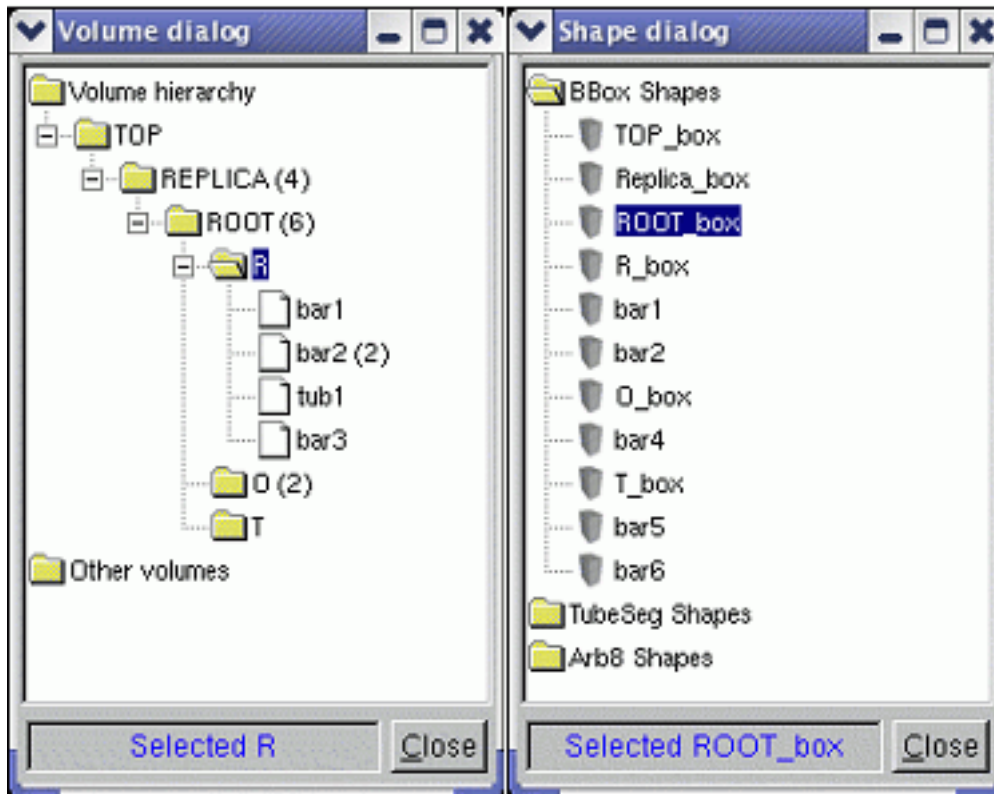 Volume dialog
Volume hierarchy
TOP
REPLICA (4)
ROOT (6)
R
bar1
bar2 (2)
tub1
bar3
O (2)
T
Other volumes
Selected R
Close
Shape dialog
BBox Shapes
TOP_box
Replica_box
ROOT_box
R_box
bar1
bar2
O_box
bar4
T_box
bar5
bar6
TubeSeg Shapes
Arb8 Shapes
Selected ROOT_box
Close